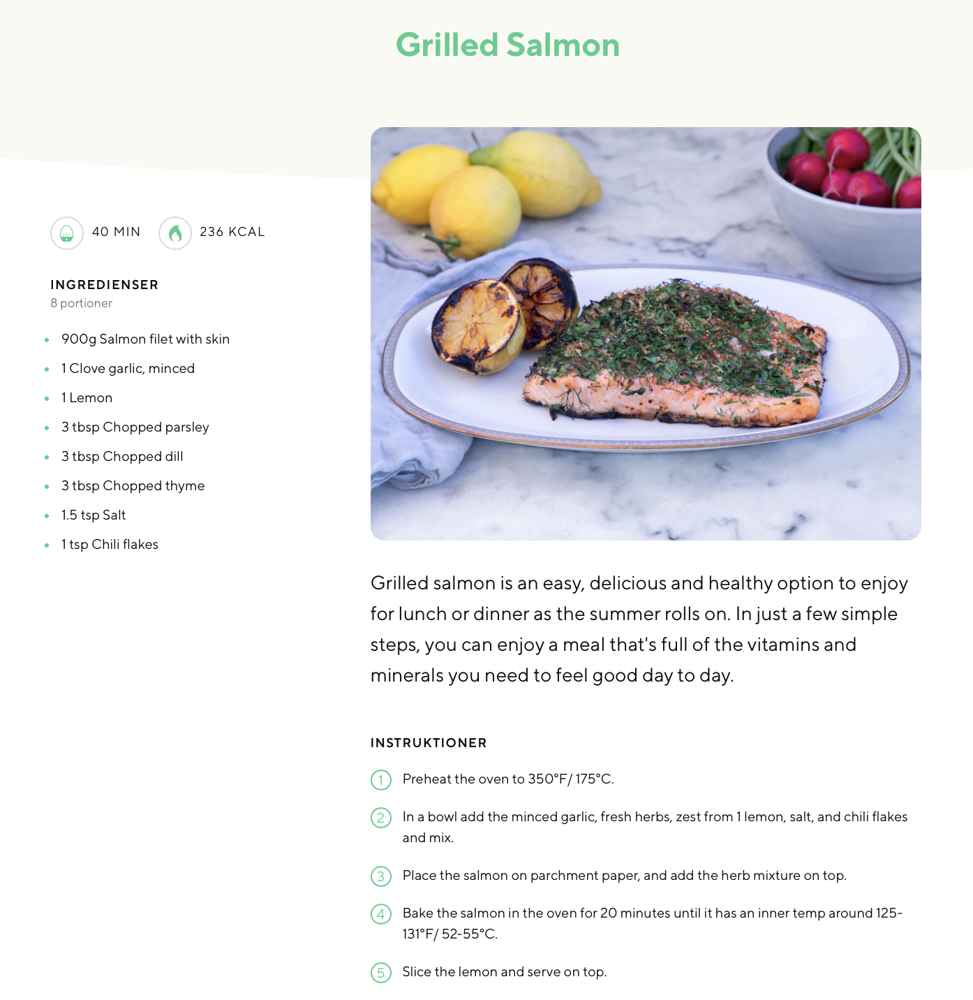 Grilled Salmon
40 MIN
236 KCAL
INGREDIENSER
8 portioner
900g Salmon filet with skin
1 Clove garlic, minced
1 Lemon
3 tbsp Chopped parsley
3 tbsp Chopped dill
3 tbsp Chopped thyme
1.5 tsp Salt
1 tsp Chili flakes
Grilled salmon is an easy, delicious and healthy option to enjoy
for lunch or dinner as the summer rolls on. In just a few simple
steps, you can enjoy a meal that's full of the vitamins and
minerals you need to feel good day to day.
INSTRUKTIONER
1 Preheat the oven to 350°F/ 175°C.
2 In a bowl add the minced garlic, fresh herbs, zest from 1 lemon, salt, and chili flakes
and mix.
3 Place the salmon on parchment paper, and add the herb mixture on top.
4 Bake the salmon in the oven for 20 minutes until it has an inner temp around 125-
131°F/ 52-55°C.
5 Slice the lemon and serve on top.